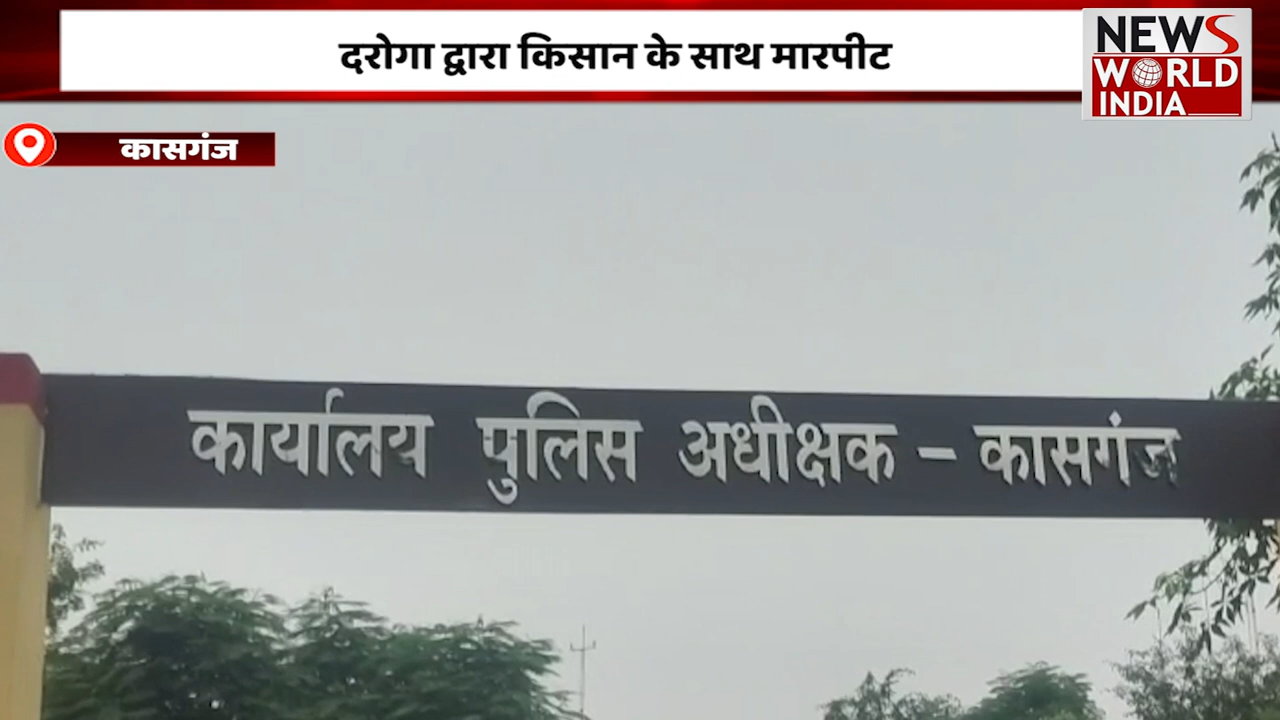 दरोगा द्वारा किसान के साथ मारपीट
NEWS
WORLD
INDIA
कासगंज
कार्यालय पुलिस अधीक्षक - कासगंज